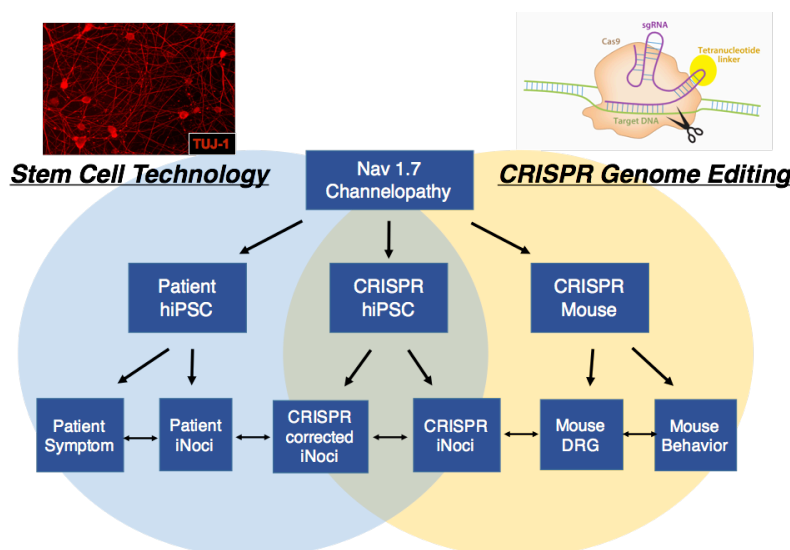 sgRNA
Cas9
Tetranucleotide
linker
Target DNA
TUJ-1
Stem Cell Technology
CRISPR Genome Editing
Nav 1.7
Channelopathy
Patient
hiPSC
CRISPR
hiPSC
CRISPR
Mouse
Patient
Symptom
Patient
iNoci
CRISPR
corrected
iNoci
CRISPR
iNoci
Mouse
DRG
Mouse
Behavior